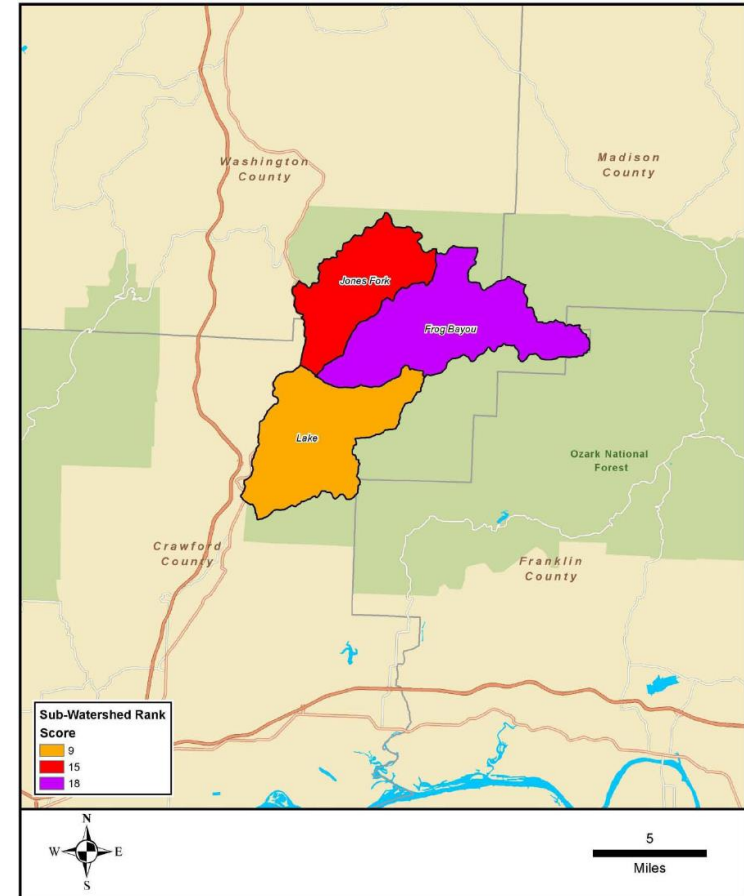 Washington
County
Madison
County
Jones Fork
Frog Bayou
Lake
Ozark National
Forest
Crawford
County
Franklin
County
Sub-Watershed Rank
Score
9
15
18
N
W E
S
5
Miles